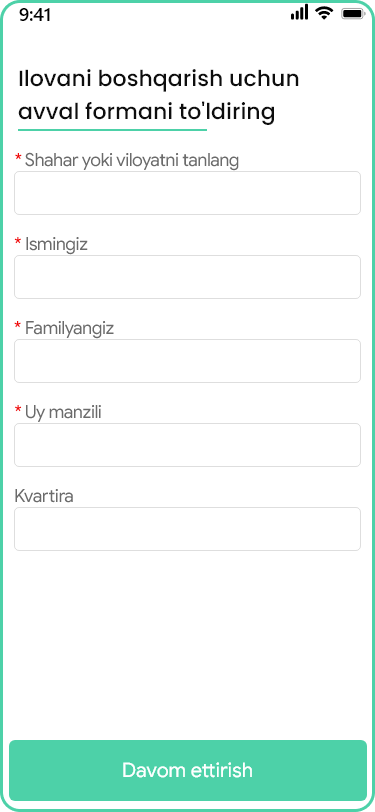 9:41
Ilovani boshqarish uchun
avval formani to'ldiring
* Shahar yoki viloyatni tanlang
* Ismingiz
* Familyangiz
* Uy manzili
Kvartira
Davom ettirish